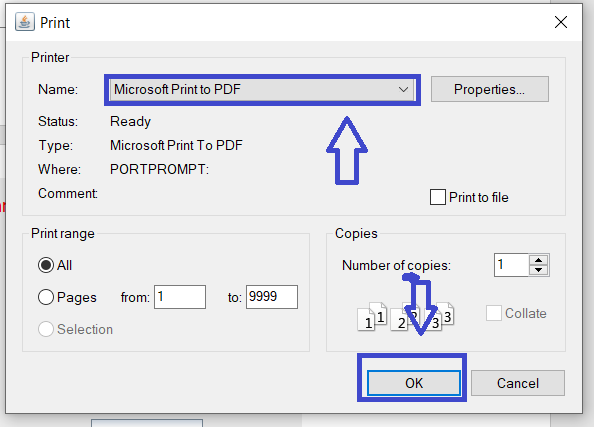 Print
Printer
Name: Microsoft Print to PDF Properties...
Status: Ready
Type: Microsoft Print To PDF
Where: PORTPROMPT:
Comment:
Print to file
Print range
All
Pages from: 1 to: 9999
Selection
Copies
Number of copies: 1
1 1 2 2 3 3
Collate
OK Cancel